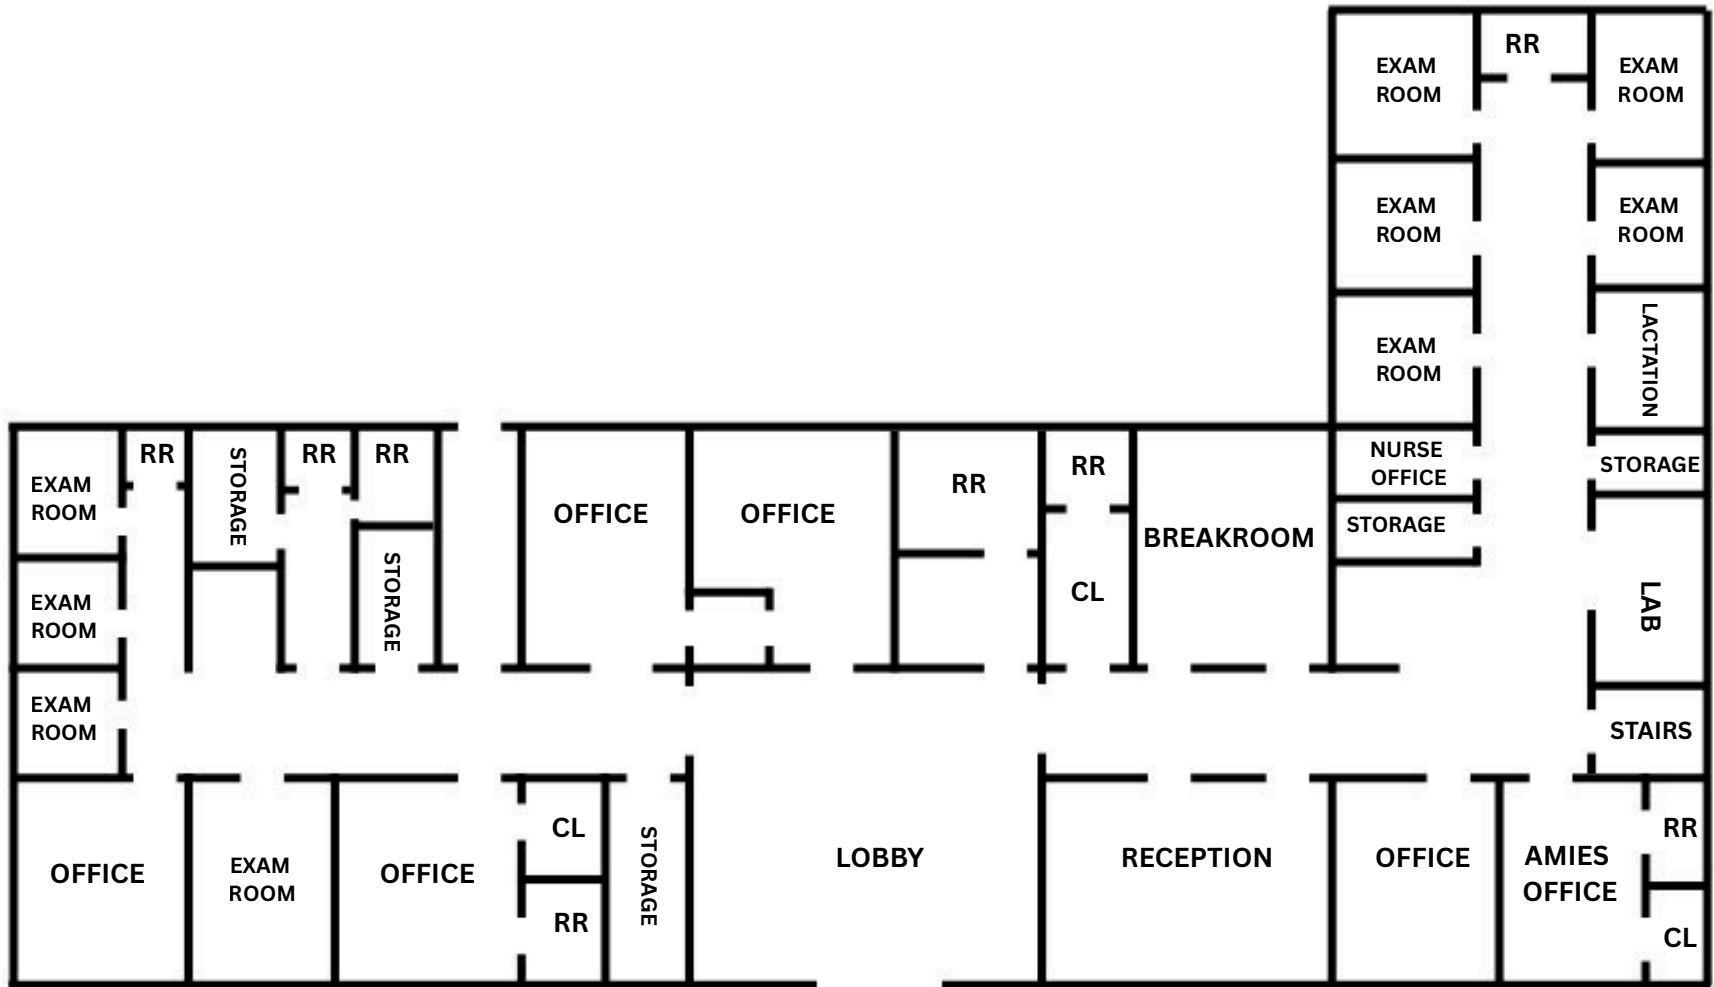 EXAM
ROOM
RR
EXAM
ROOM
EXAM
ROOM
EXAM
ROOM
EXAM
ROOM
LACTATION
NURSE
OFFICE
STORAGE
STORAGE
LAB
STAIRS
EXAM
ROOM
RR
STORAGE
RR
RR
STORAGE
EXAM
ROOM
EXAM
ROOM
OFFICE
OFFICE
RR
RR
CL
BREAKROOM
OFFICE
EXAM
ROOM
OFFICE
CL
RR
STORAGE
LOBBY
RECEPTION
OFFICE
AMIES
OFFICE
RR
CL